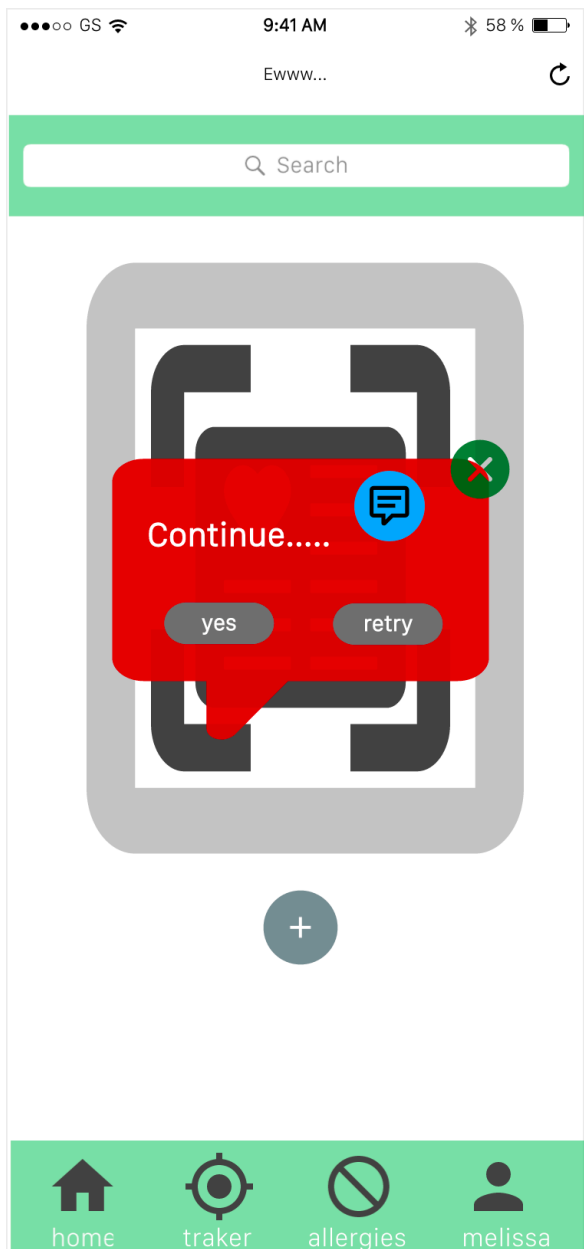 GS 9:41 AM 58 %
Ewww...
Search
Continue.....
yes retry
home traker allergies melissa